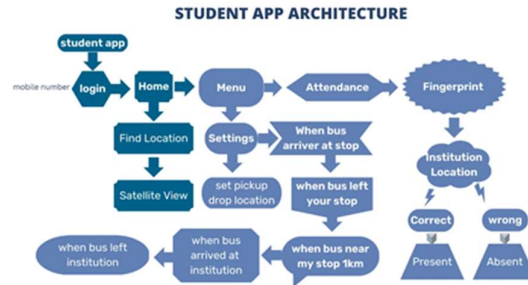 STUDENT APP ARCHITECTURE
student app
mobile number
login
Home
Menu
Attendance
Fingerprint
Find Location
Settings
When bus
arriver at stop
Institution
Location
Satellite View
set pickup
drop location
when bus left
your stop
Correct
wrong
when bus left
institution
when bus
arrived at
institution
when bus near
my stop 1km
Present
Absent